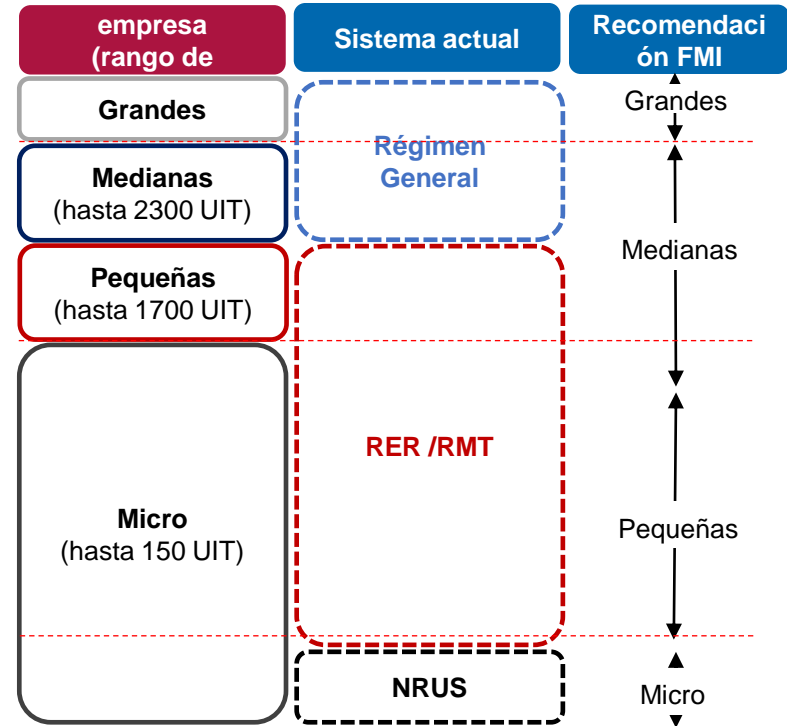 empresa
(rango de
Sistema actual
Recomendaci
ón FMI
Grandes
Régimen
General
Grandes
Medianas
(hasta 2300 UIT)
Medianas
Pequeñas
(hasta 1700 UIT)
RER /RMT
Micro
(hasta 150 UIT)
Pequeñas
NRUS
Micro